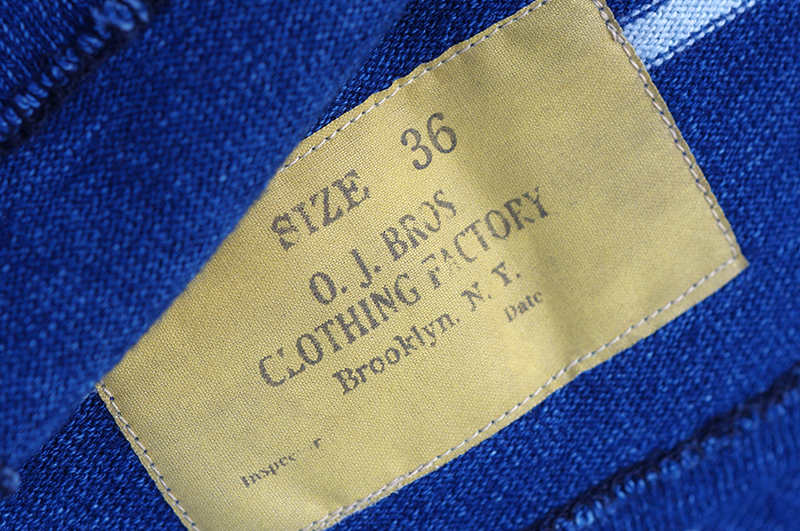 SIZE 36
O. J. BROS
CLOTHING FACTORY
Brooklyn, N. Y.
Date